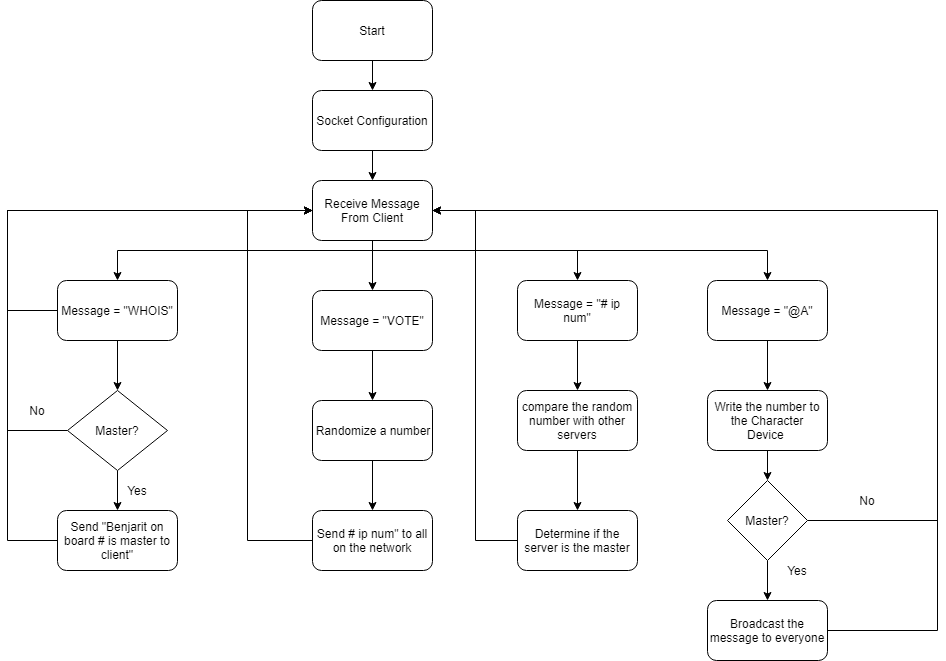 Start
Socket Configuration
Receive Message
From Client
Message = "WHOIS"
Message = "VOTE"
Message = "# ip
num"
Message = "@A"
No
Master?
Yes
Send "Benjarit on
board # is master to
client"
Randomize a number
Send # ip num" to all
on the network
compare the random
number with other
servers
Determine if the
server is the master
Write the number to
the Character
Device
Master?
No
Yes
Broadcast the
message to everyone